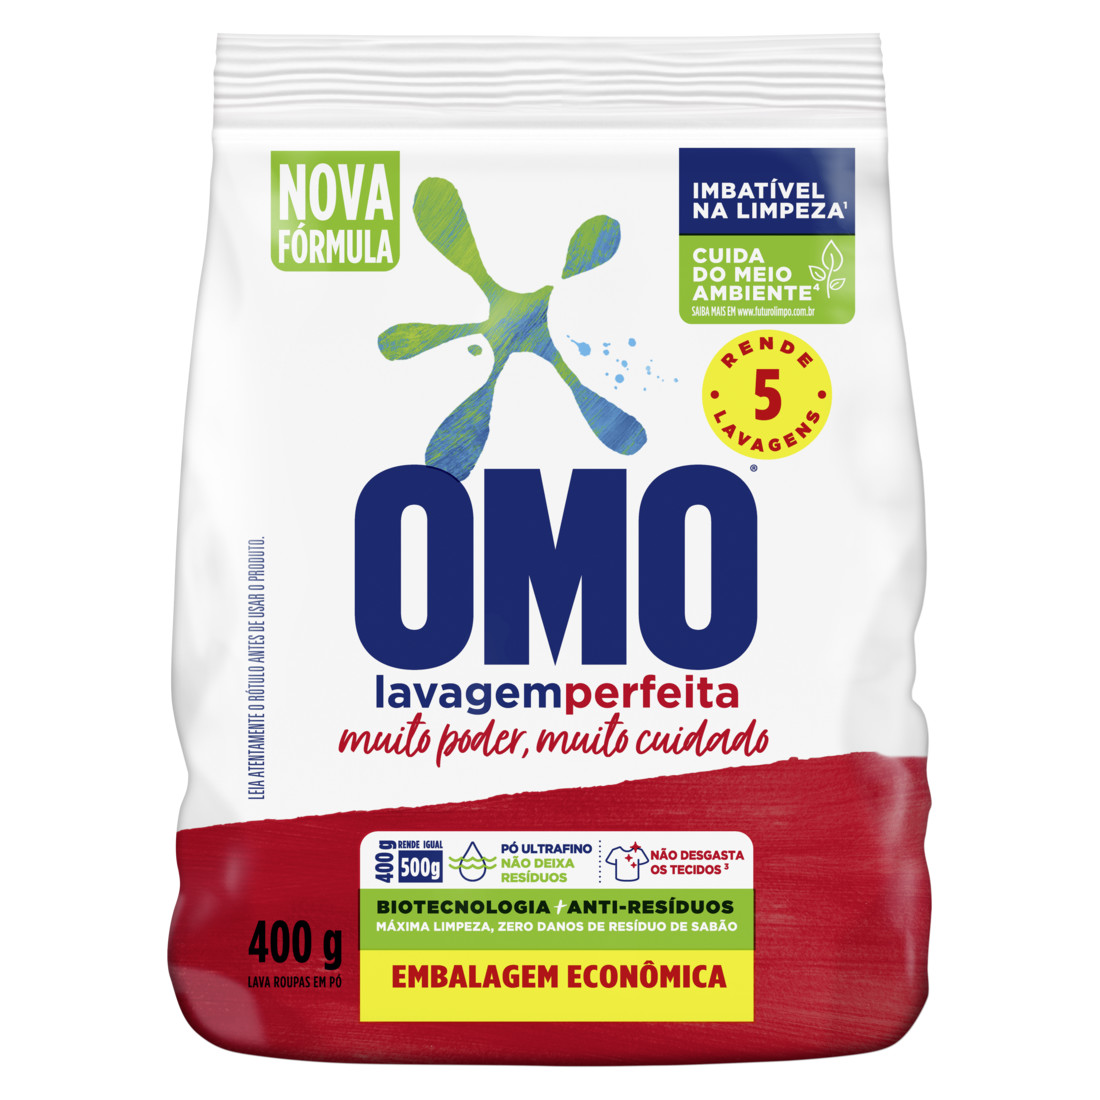 NOVA
FÓRMULA
IMBATÍVEL
NA LIMPEZA¹
CUIDA
DO MEIO
AMBIENTE⁴
SAIBA MAIS EM www.futurolimpo.com.br
RENDE
5
LAVAGENS
OMO®
lavagemperfeita
muito poder, muito cuidado
LEIA ATENTAMENTE O RÓTULO ANTES DE USAR O PRODUTO.
400g
RENDE IGUAL
500g
PÓ ULTRAFINO
NÃO DEIXA
RESÍDUOS
NÃO DESGASTA
OS TECIDOS³
BIOTECNOLOGIA + ANTI-RESÍDUOS
MÁXIMA LIMPEZA, ZERO DANOS DE RESÍDUO DE SABÃO
EMBALAGEM ECONÔMICA
400 g
LAVA ROUPAS EM PÓ